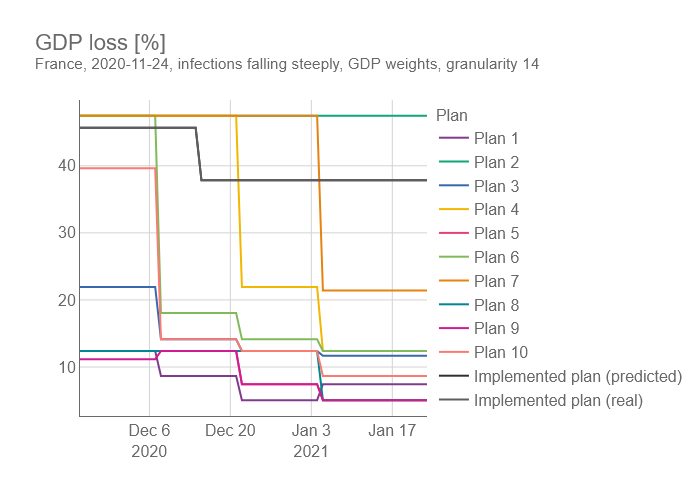 GDP loss [%]
France, 2020-11-24, infections falling steeply, GDP weights, granularity 14
Plan
Plan 1
Plan 2
Plan 3
Plan 4
Plan 5
Plan 6
Plan 7
Plan 8
Plan 9
Plan 10
Implemented plan (predicted)
Implemented plan (real)
40
30
20
10
Dec 6 Dec 20 Jan 3 Jan 17
2020 2021